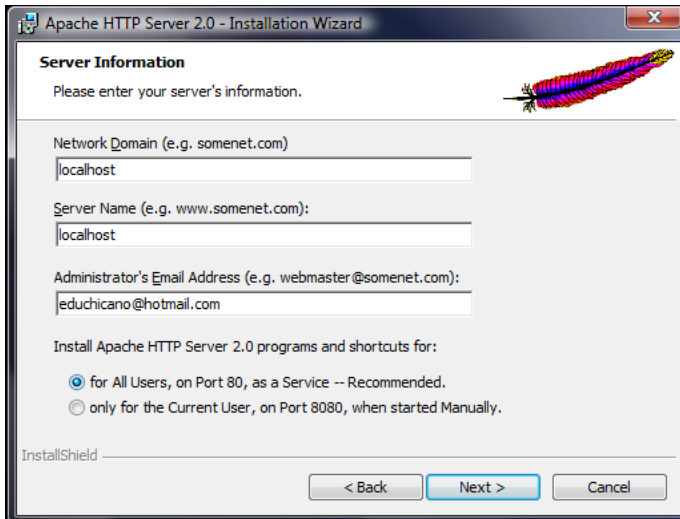 Apache HTTP Server 2.0 - Installation Wizard
Server Information
Please enter your server's information.
Network Domain (e.g. somenet.com)
localhost
Server Name (e.g. www.somenet.com):
localhost
Administrator's Email Address (e.g. webmaster@somenet.com):
educhicano@hotmail.com
Install Apache HTTP Server 2.0 programs and shortcuts for:
for All Users, on Port 80, as a Service -- Recommended.
only for the Current User, on Port 8080, when started Manually.
InstallShield
< Back Next > Cancel